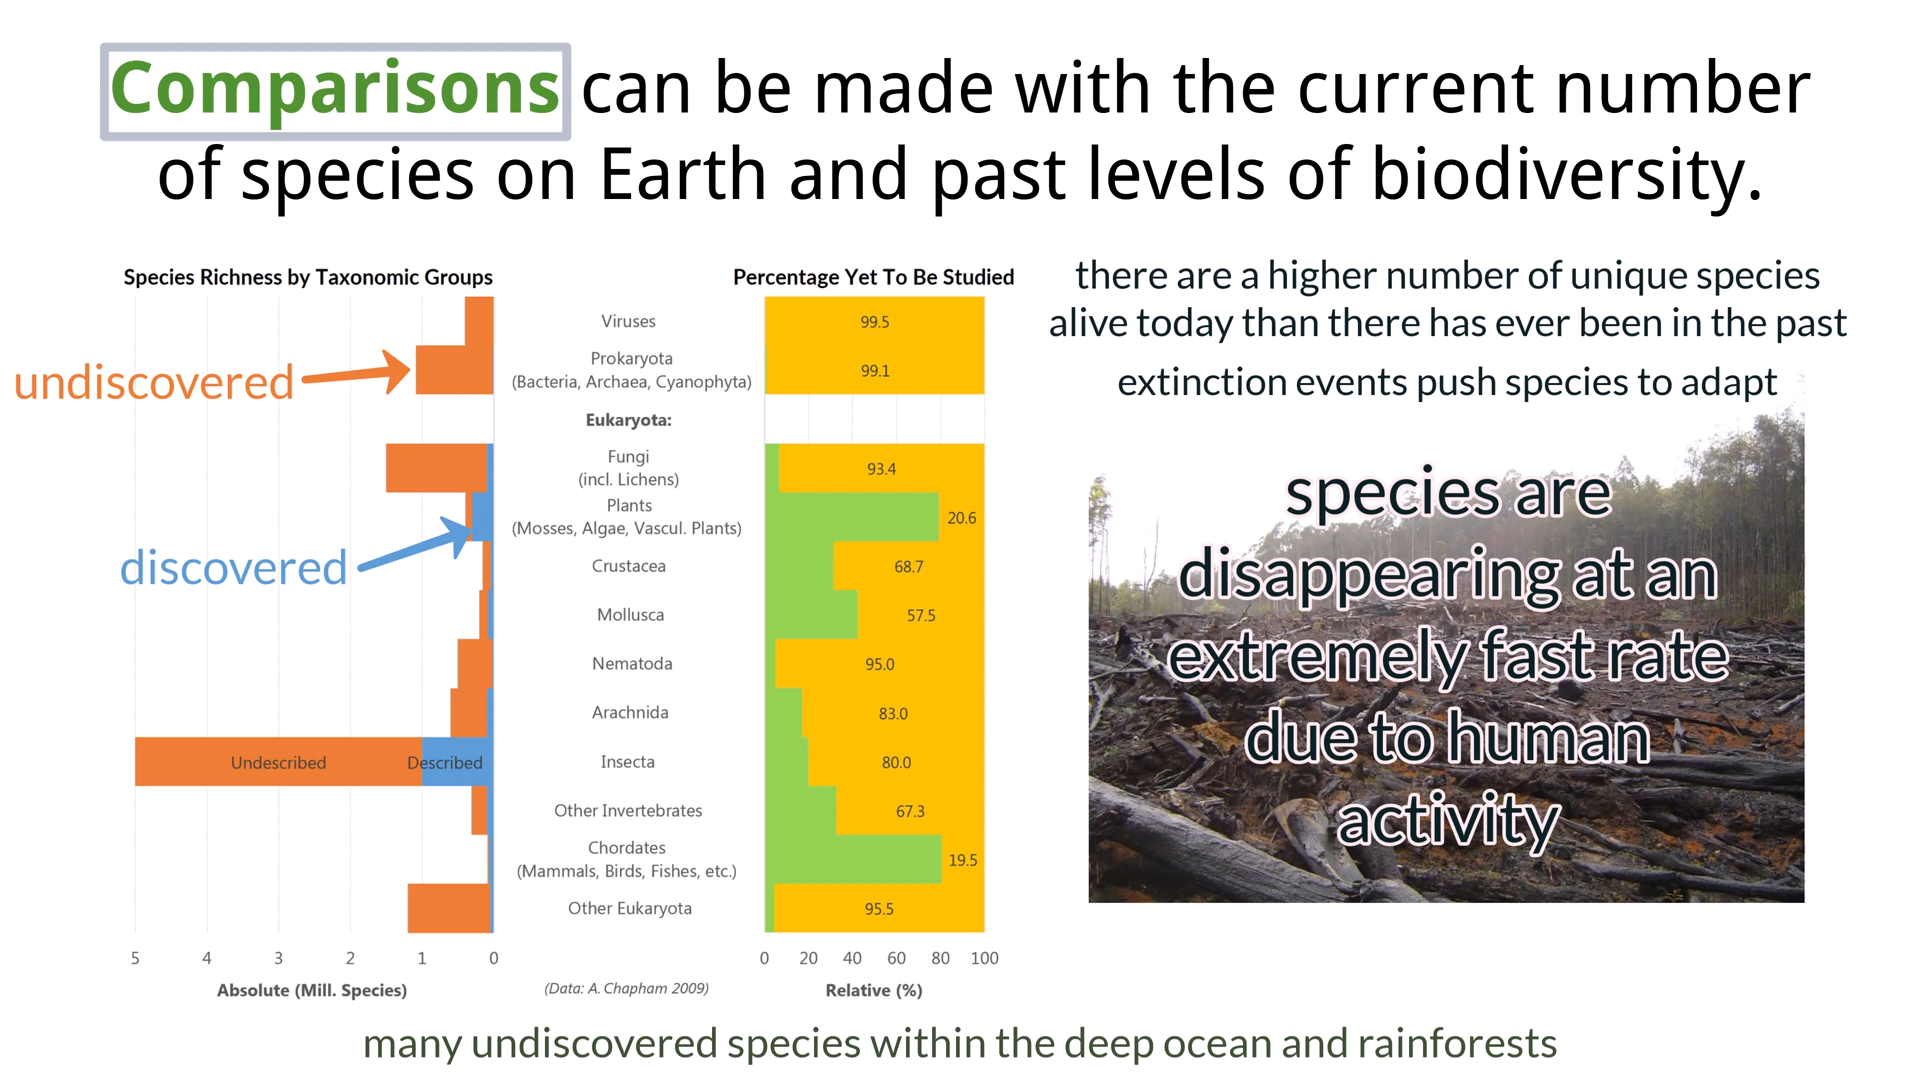 Comparisons can be made with the current number
of species on Earth and past levels of biodiversity.
Species Richness by Taxonomic Groups
Percentage Yet To Be Studied
there are a higher number of unique species
alive today than there has ever been in the past
extinction events push species to adapt
undiscovered
discovered
Viruses
99.5
Prokaryota
(Bacteria, Archaea, Cyanophyta)
99.1
Eukaryota:
Fungi
(incl. Lichens)
93.4
Plants
(Mosses, Algae, Vascul. Plants)
20.6
Crustacea
68.7
Mollusca
57.5
Nematoda
95.0
Arachnida
83.0
Undescribed
Described
Insecta
80.0
Other Invertebrates
67.3
Chordates
(Mammals, Birds, Fishes, etc.)
19.5
Other Eukaryota
95.5
5 4 3 2 1 0
Absolute (Mill. Species)
(Data: A. Chapham 2009)
0 20 40 60 80 100
Relative (%)
species are
disappearing at an
extremely fast rate
due to human
activity
many undiscovered species within the deep ocean and rainforests